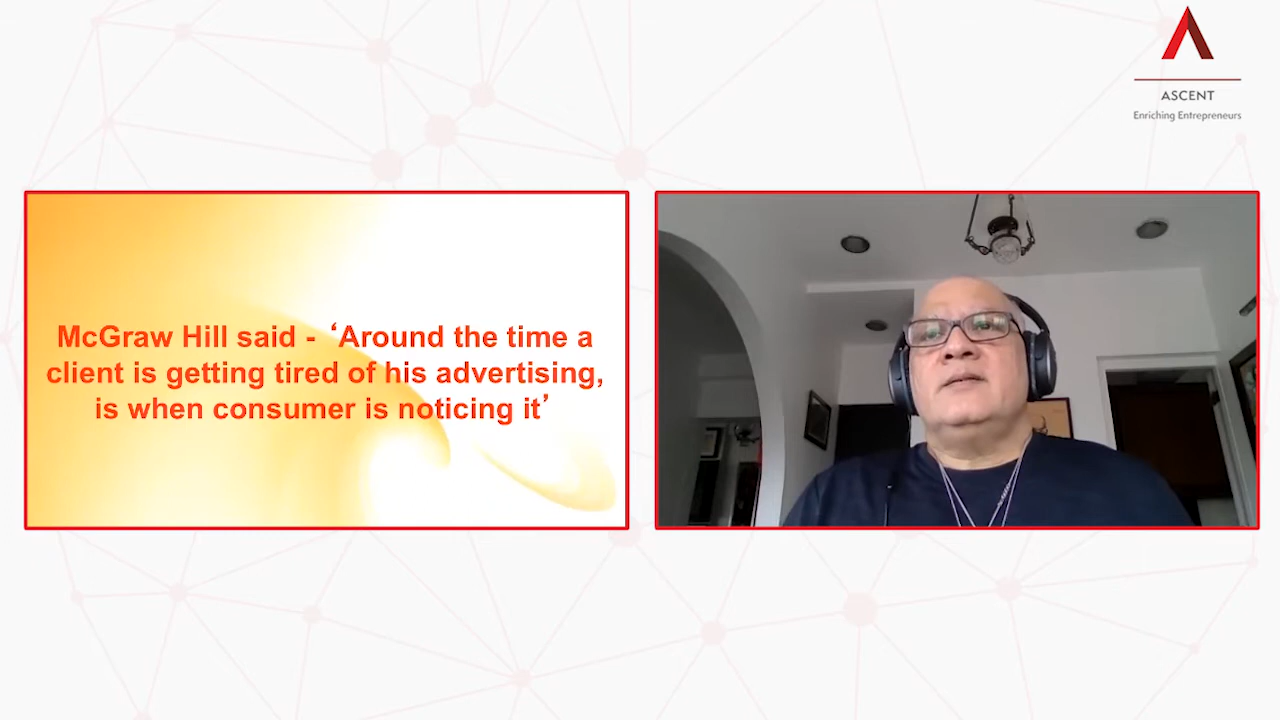 ASCENT
Enriching Entrepreneurs
McGraw Hill said - ‘Around the time a
client is getting tired of his advertising,
is when consumer is noticing it’